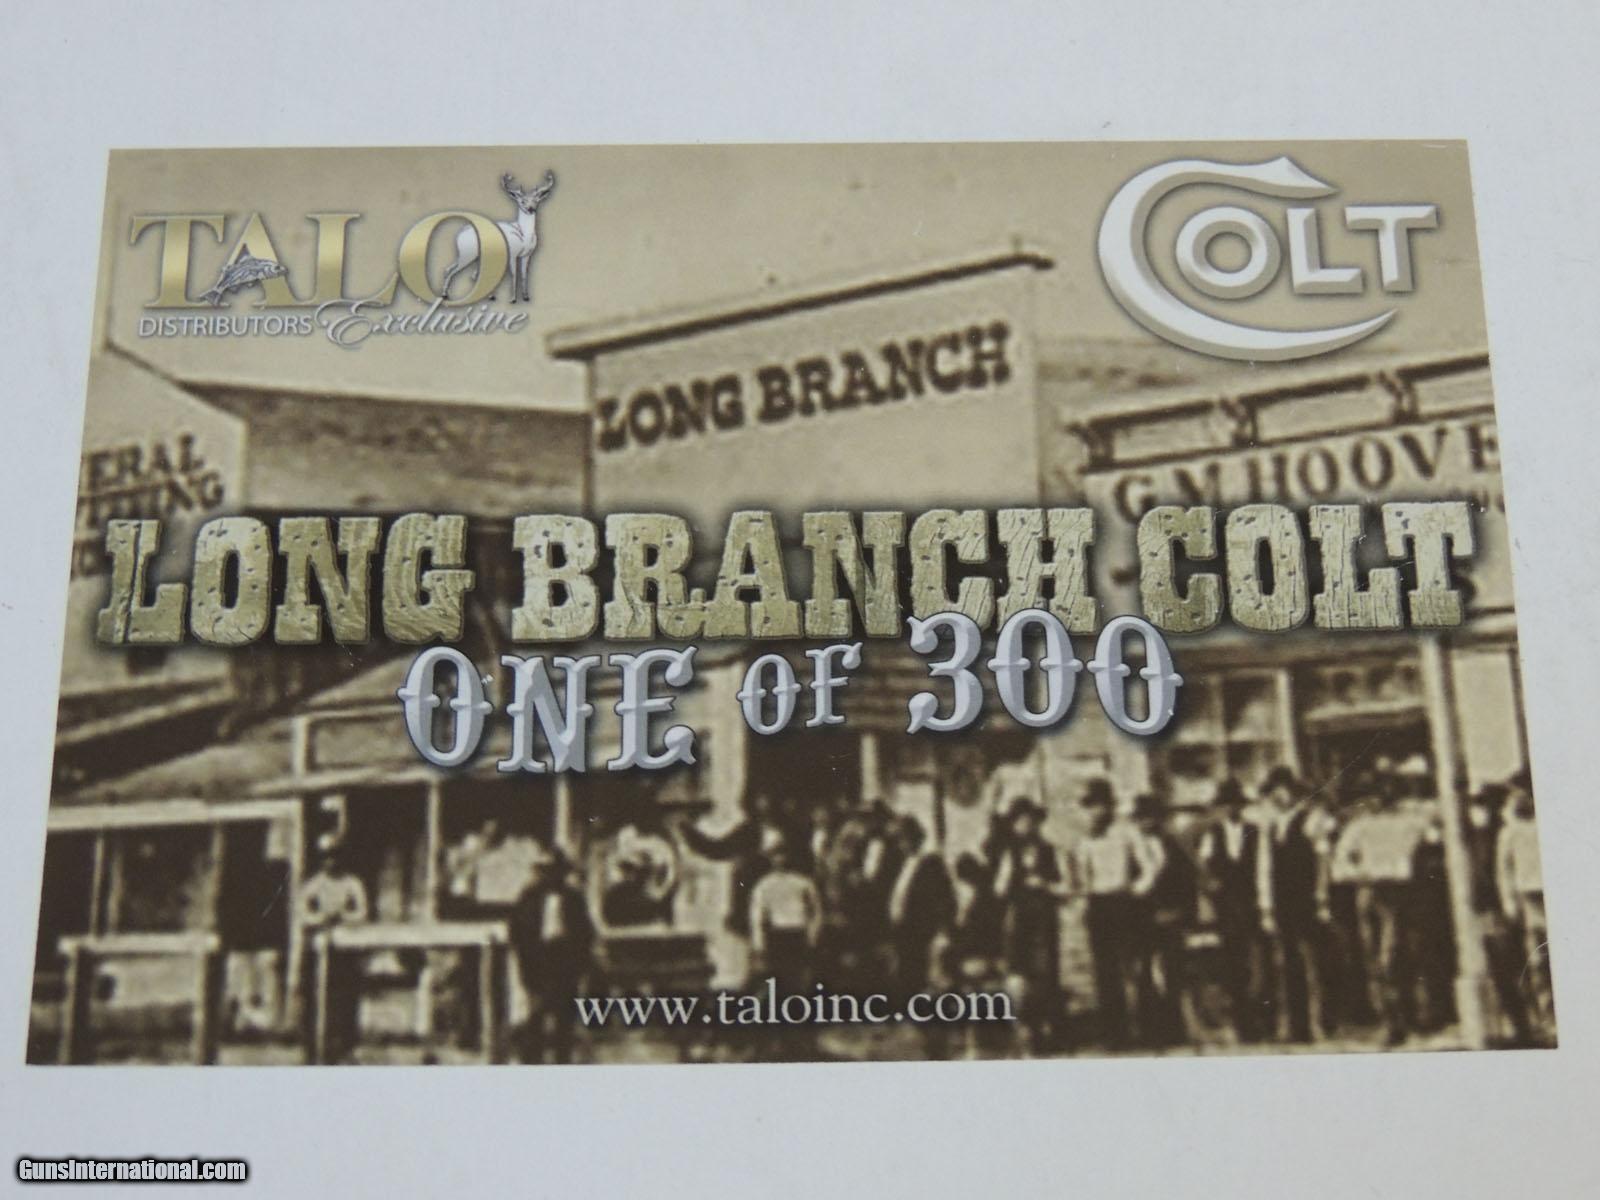 TALO
DISTRIBUTORS Exclusive
COLT
LONG BRANCH
ERAL
G M HOOVE
LONG BRANCH COLT
ONE OF 300
www.taloinc.com
GunsInternational.com